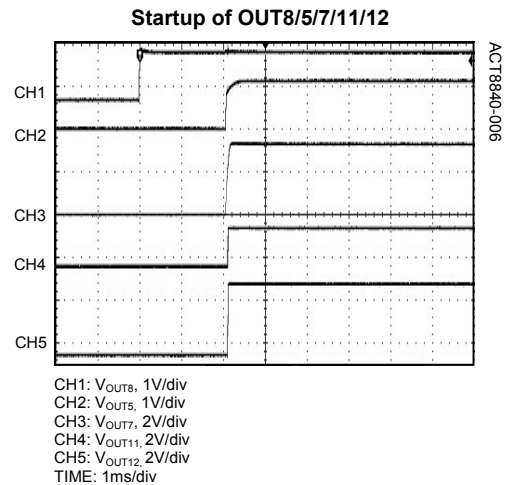 Startup of OUT8/5/7/11/12
ACT8840-006
CH1
CH2
CH3
CH4
CH5
CH1: VOUT8, 1V/div
CH2: VOUT5, 1V/div
CH3: VOUT7, 2V/div
CH4: VOUT11, 2V/div
CH5: VOUT12, 2V/div
TIME: 1ms/div